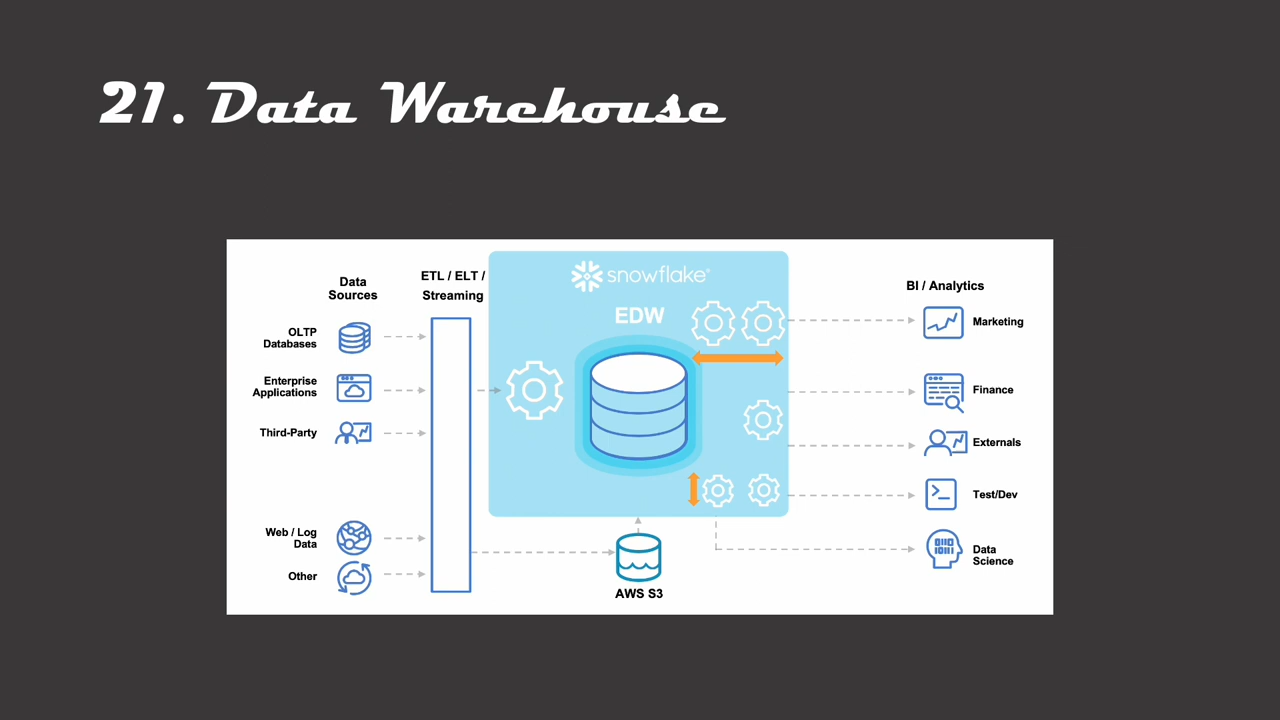 21. Data Warehouse
Data
Sources
ETL / ELT /
Streaming
snowflake®
EDW
BI / Analytics
OLTP
Databases
Enterprise
Applications
Third-Party
Web / Log
Data
Other
AWS S3
Marketing
Finance
Externals
Test/Dev
Data
Science